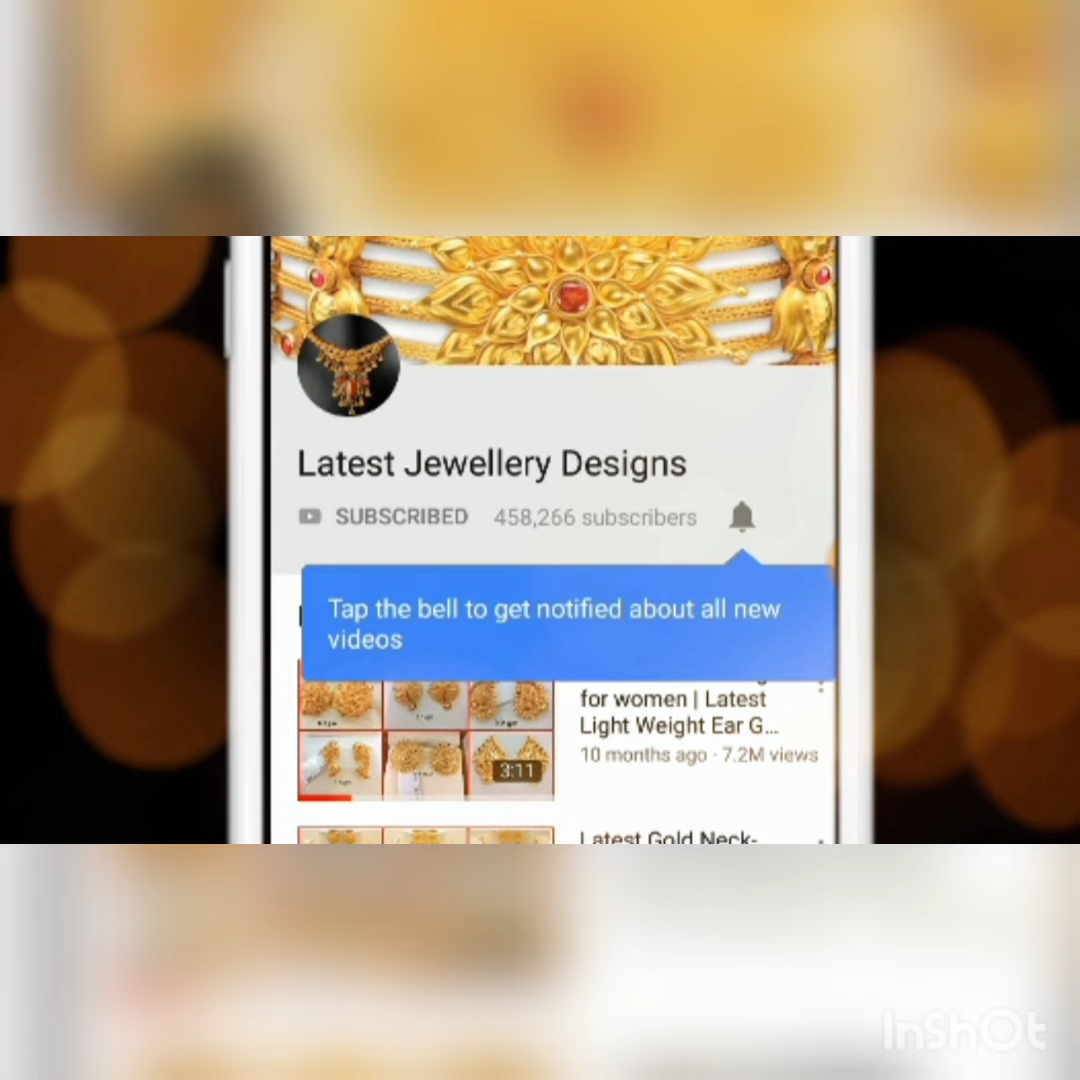 Latest Jewellery Designs
SUBSCRIBED 458,266 subscribers
Tap the bell to get notified about all new
videos
for women | Latest
Light Weight Ear G...
10 months ago · 7.2M views
3:11
Latest Gold Neck-
InShOt